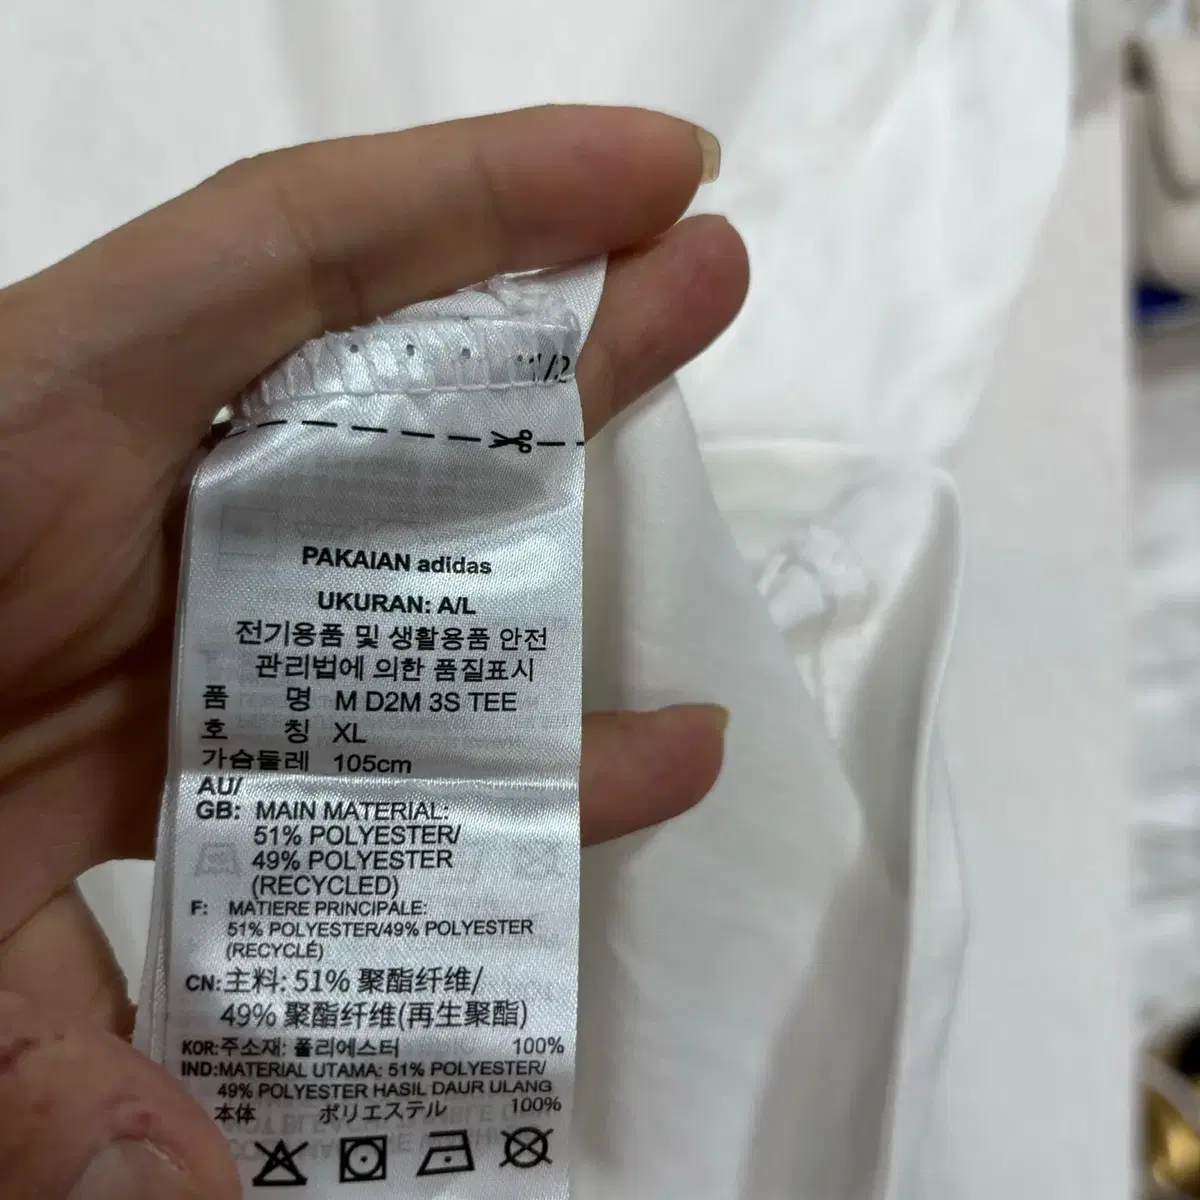 PAKAIAN adidas
UKURAN: A/L
전기용품 및 생활용품 안전
관리법에 의한 품질표시
품 명 M D2M 3S TEE
호 칭 XL
가슴둘레 105cm
AU/
GB: MAIN MATERIAL:
51% POLYESTER/
49% POLYESTER
(RECYCLED)
F: MATIERE PRINCIPALE:
51% POLYESTER/49% POLYESTER
(RECYCLÉ)
CN:主料: 51% 聚酯纤维/
49% 聚酯纤维(再生聚酯)
KOR:주소재: 폴리에스터 100%
IND:MATERIAL UTAMA: 51% POLYESTER/
49% POLYESTER HASIL DAUR ULANG
本体 ポリエステル 100%